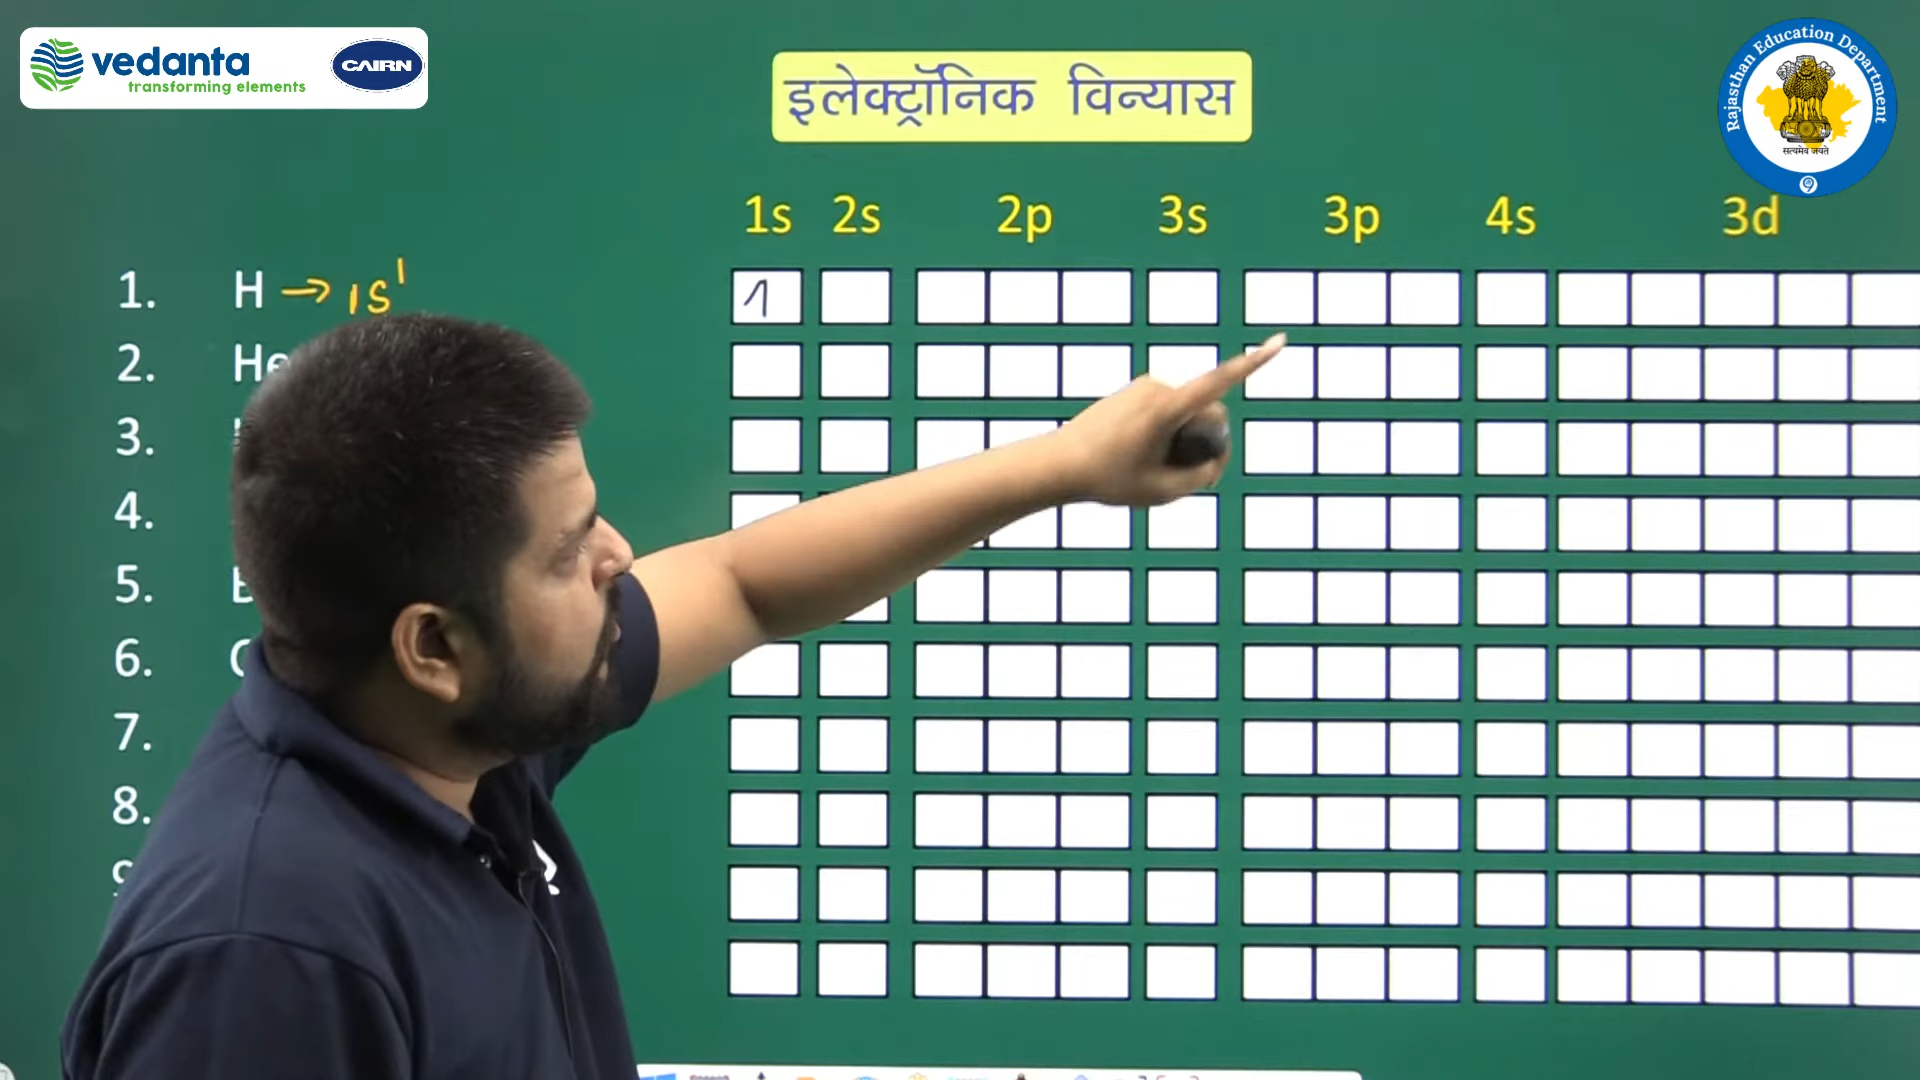 vedanta
transforming elements
CAIRN
इलेक्ट्रॉनिक विन्यास
Rajasthan Education Department
सत्यमेव जयते
1s 2s 2p 3s 3p 4s 3d
1. H → 1s¹ 1
2. He
3.
4.
5.
6.
7.
8.